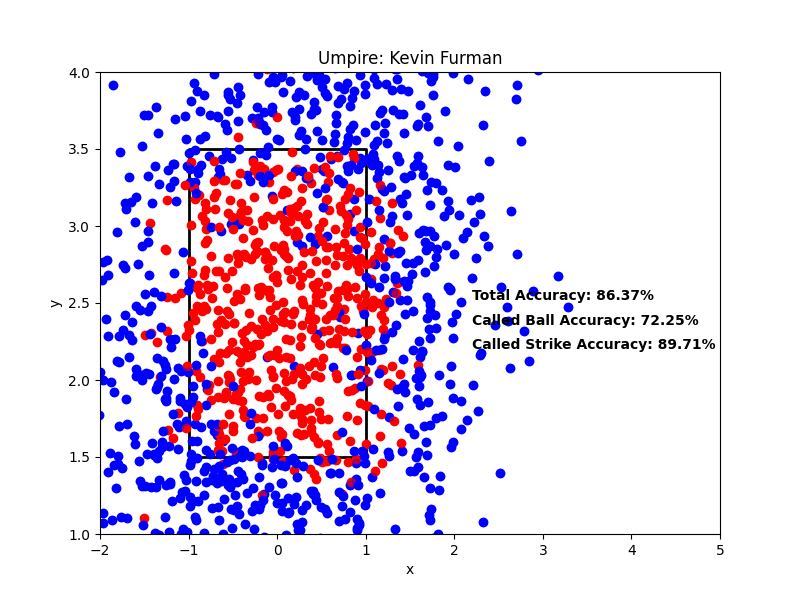 Umpire: Kevin Furman
4.0
3.5
3.0
2.5
2.0
1.5
1.0
y
Total Accuracy: 86.37%
Called Ball Accuracy: 72.25%
Called Strike Accuracy: 89.71%
−2 −1 0 1 2 3 4 5
x